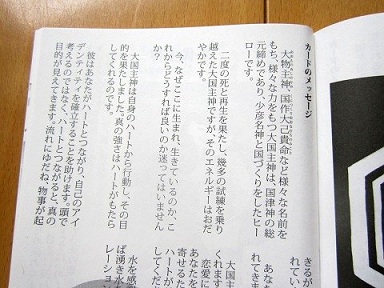 カードのメッセージ
大物主神、国作大己貴命など様々な名前を
もち、様々な力をもつ大国主神は、国津神の総
元締めであり、少彦名神と国づくりをしたヒー
ローです。
二度の死と再生を果たし、幾多の試練を乗り
越えた大国主神ですが、そのエネルギーはおだ
やかです。
今、なぜここに生まれ、生きているのか、こ
れからどうすれば良いのか迷ってはいません
か?
大国主神は自身のハートから行動し、その目
的を果たしました。真の強さはハートがもたら
してくれるのです。
彼はあなたがハートとつながり、自己のアイ
デンティティを確立することを助けます。頭で
考えるのではなく、ハートとつながると、真の
目的が見えてきます。流れにゆだね、物事が起
きるが
れてい
あな
れてきま
大国主
くれます
恋愛に
あなたを
寄せるた
ハートが
してくだ
水を感
ば湧き水
レーショ